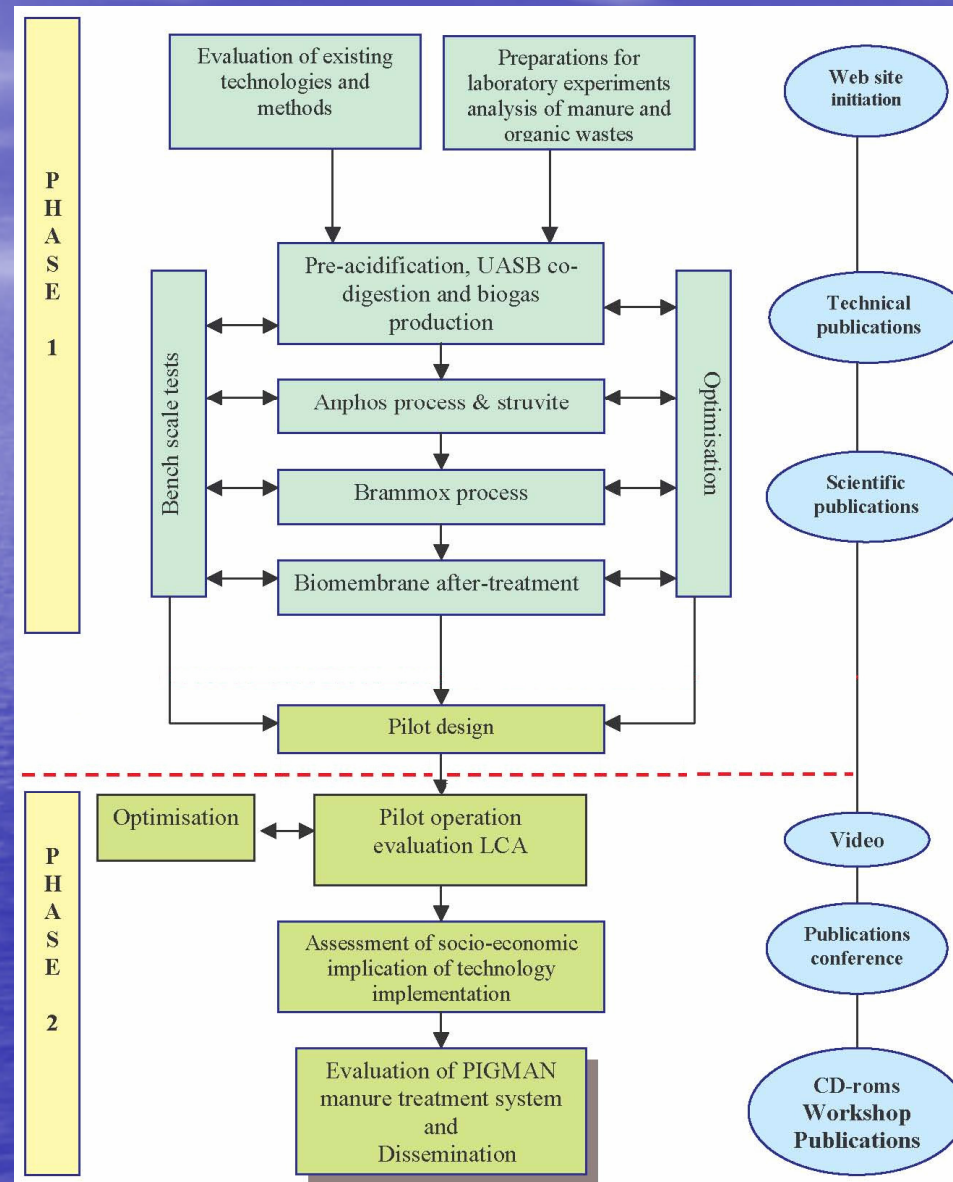 PHASE 1
Evaluation of existing
technologies and
methods
Preparations for
laboratory experiments
analysis of manure and
organic wastes
Web site
initiation
Pre-acidification, UASB co-
digestion and biogas
production
Technical
publications
Bench scale tests
Optimisation
Anphos process & struvite
Brammox process
Scientific
publications
Biomembrane after-treatment
Pilot design
PHASE 2
Optimisation
Pilot operation
evaluation LCA
Video
Assessment of socio-economic
implication of technology
implementation
Publications
conference
Evaluation of PIGMAN
manure treatment system
and
Dissemination
CD-roms
Workshop
Publications